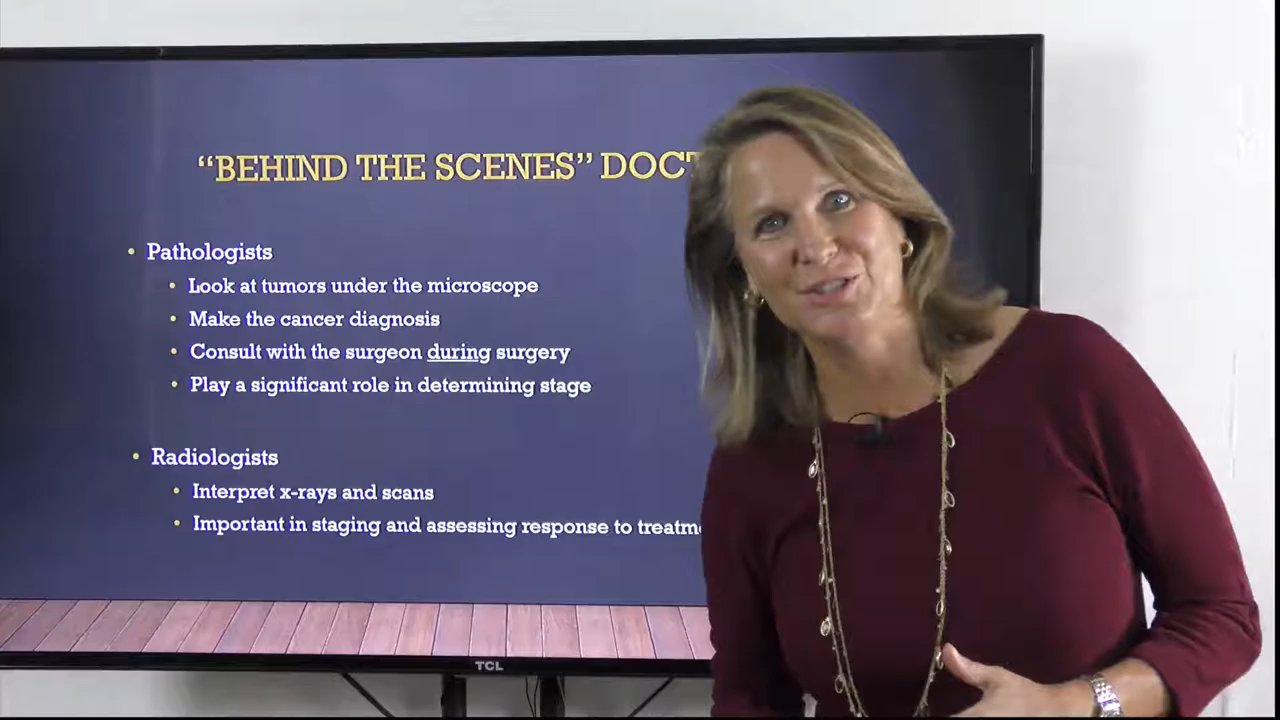 “BEHIND THE SCENES” DOCT
• Pathologists
• Look at tumors under the microscope
• Make the cancer diagnosis
• Consult with the surgeon during surgery
• Play a significant role in determining stage
• Radiologists
• Interpret x-rays and scans
• Important in staging and assessing response to treatm
TCL